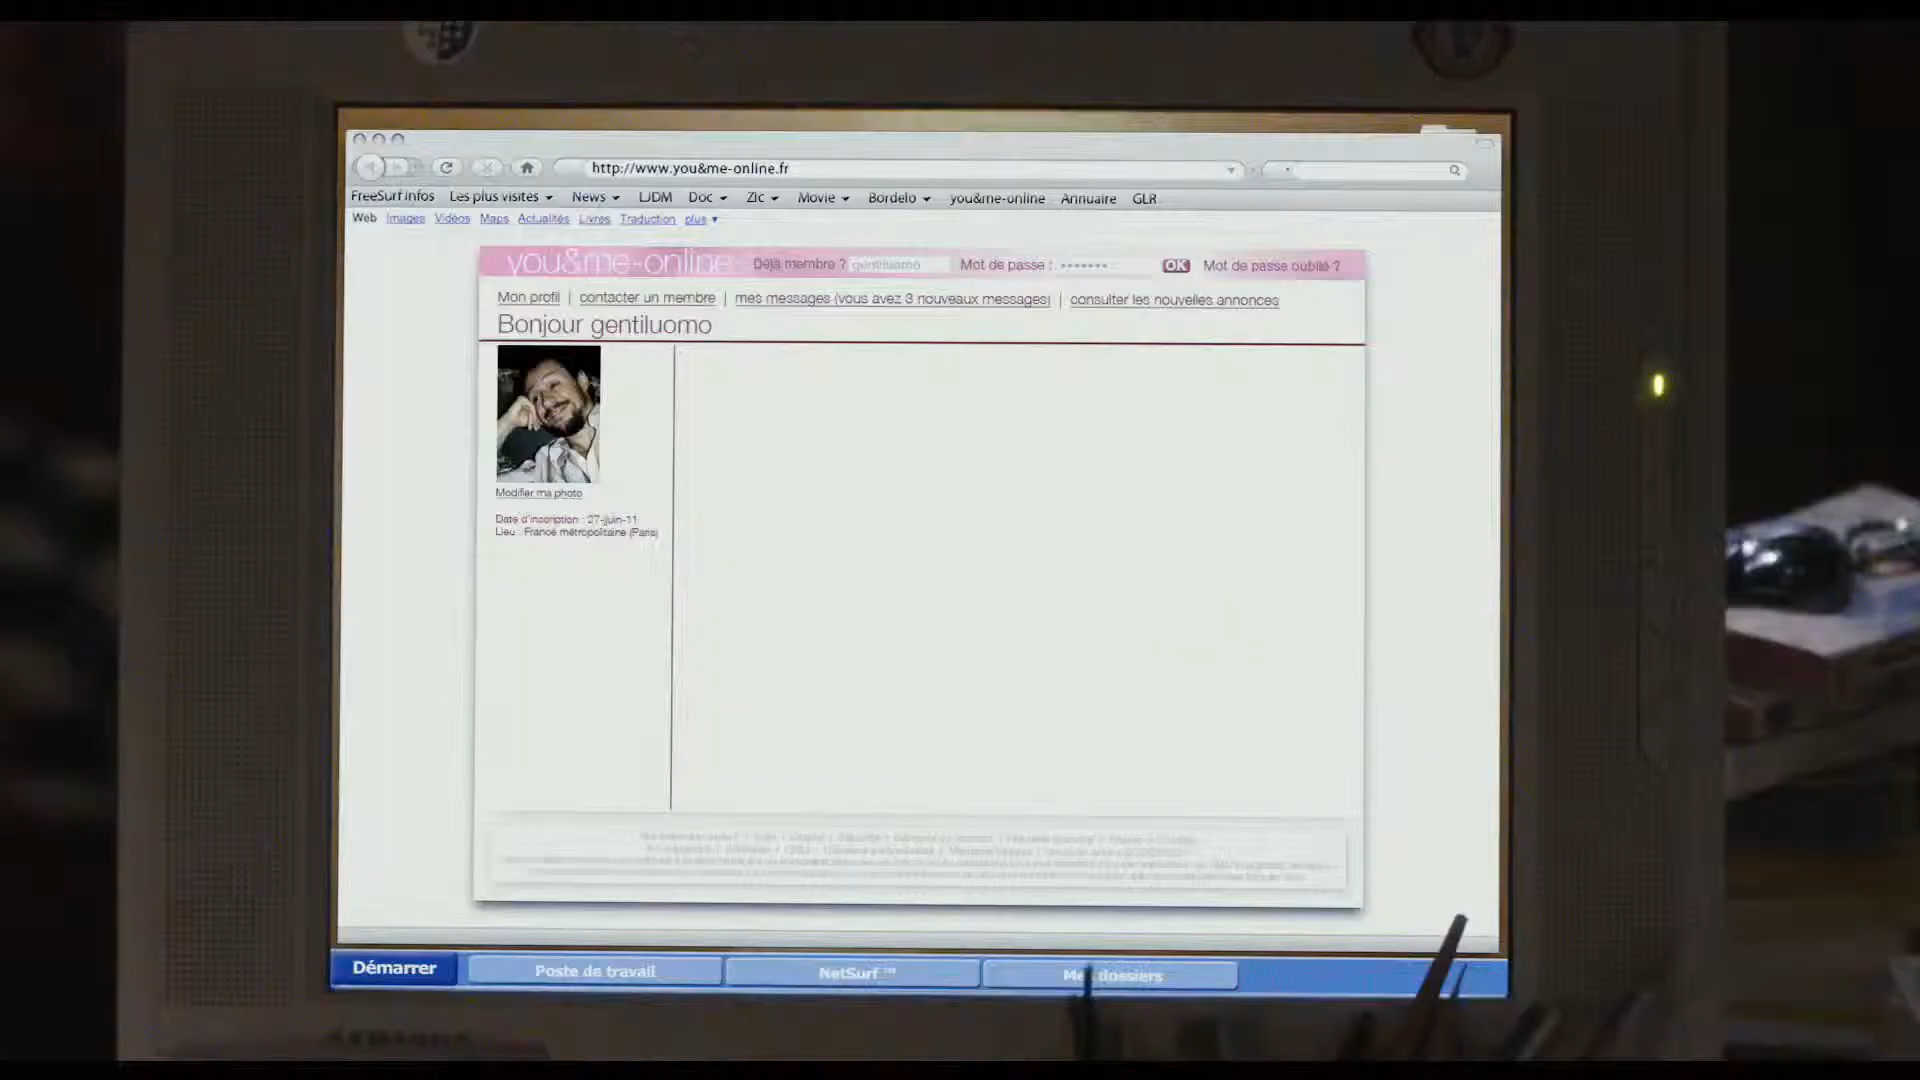 http://www.you&me-online.fr
FreeSurf infos Les plus visités News LJDM Doc Zic Movie Bordelo you&me-online Annuaire GLR
Web Images Vidéos Maps Actualités Livres Traduction plus
you&me-online Déjà membre ? gentiluomo Mot de passe : •••••••• OK Mot de passe oublié ?
Mon profil | contacter un membre | mes messages (vous avez 3 nouveaux messages) | consulter les nouvelles annonces
Bonjour gentiluomo
Modifier ma photo
Date d'inscription : 27-juin-11
Lieu : France métropolitaine (Paris)
Démarrer Poste de travail NetSurf ™ Mes dossiers